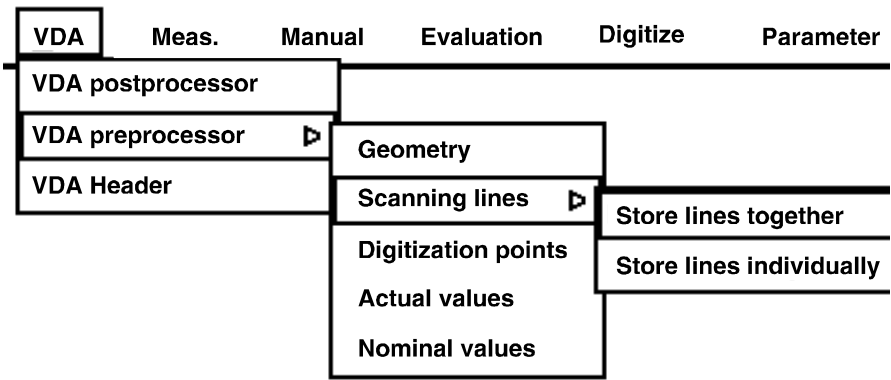 VDA Meas. Manual Evaluation Digitize Parameter
VDA postprocessor
VDA preprocessor
VDA Header
Geometry
Scanning lines
Digitization points
Actual values
Nominal values
Store lines together
Store lines individually